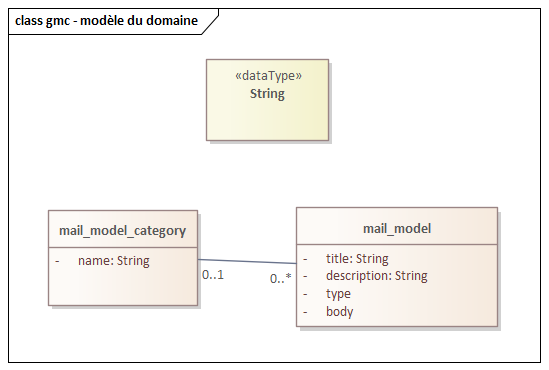 class gmc - modèle du domaine
«dataType»
String
mail_model_category
- name: String
0..1
0..*
mail_model
- title: String
- description: String
- type
- body